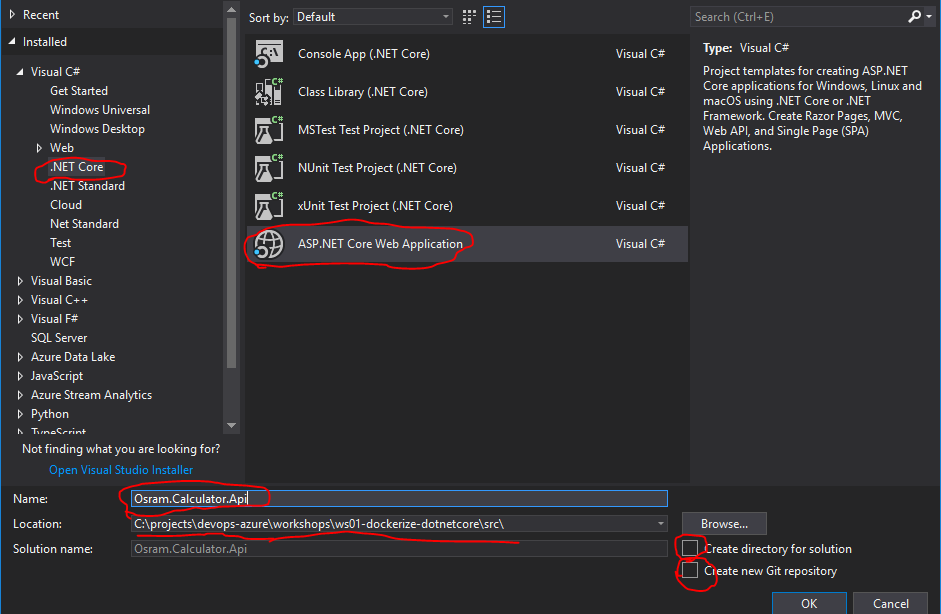 Recent
Installed
Visual C#
Get Started
Windows Universal
Windows Desktop
Web
.NET Core
.NET Standard
Cloud
Net Standard
Test
WCF
Visual Basic
Visual C++
Visual F#
SQL Server
Azure Data Lake
JavaScript
Azure Stream Analytics
Python
TypeScript
Not finding what you are looking for?
Open Visual Studio Installer
Sort by: Default
Console App (.NET Core) Visual C#
Class Library (.NET Core) Visual C#
MSTest Test Project (.NET Core) Visual C#
NUnit Test Project (.NET Core) Visual C#
xUnit Test Project (.NET Core) Visual C#
ASP.NET Core Web Application Visual C#
Search (Ctrl+E)
Type: Visual C#
Project templates for creating ASP.NET
Core applications for Windows, Linux and
macOS using .NET Core or .NET
Framework. Create Razor Pages, MVC,
Web API, and Single Page (SPA)
Applications.
Name: Osram.Calculator.Api
Location: C:\projects\devops-azure\workshops\ws01-dockerize-dotnetcore\src\
Browse...
Solution name: Osram.Calculator.Api
Create directory for solution
Create new Git repository
OK Cancel